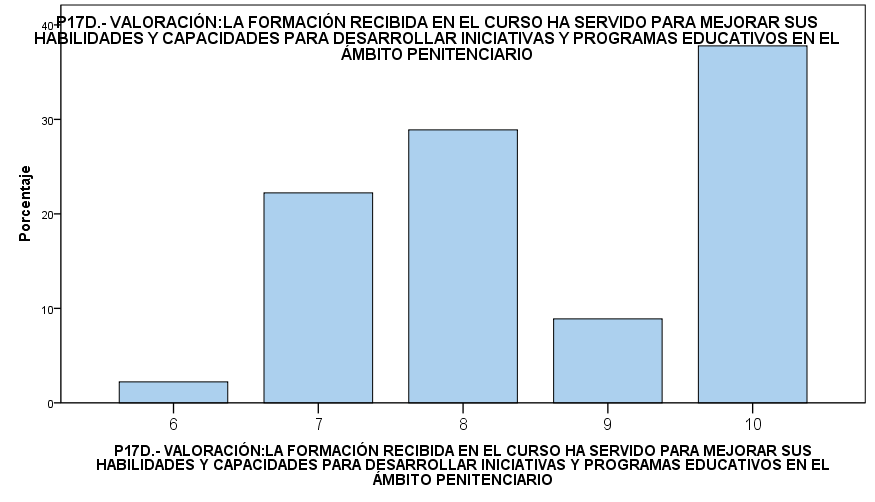 P17D.- VALORACIÓN:LA FORMACIÓN RECIBIDA EN EL CURSO HA SERVIDO PARA MEJORAR SUS
HABILIDADES Y CAPACIDADES PARA DESARROLLAR INICIATIVAS Y PROGRAMAS EDUCATIVOS EN EL
ÁMBITO PENITENCIARIO
40
30
20
10
0
Porcentaje
6 7 8 9 10
P17D.- VALORACIÓN:LA FORMACIÓN RECIBIDA EN EL CURSO HA SERVIDO PARA MEJORAR SUS
HABILIDADES Y CAPACIDADES PARA DESARROLLAR INICIATIVAS Y PROGRAMAS EDUCATIVOS EN EL
ÁMBITO PENITENCIARIO